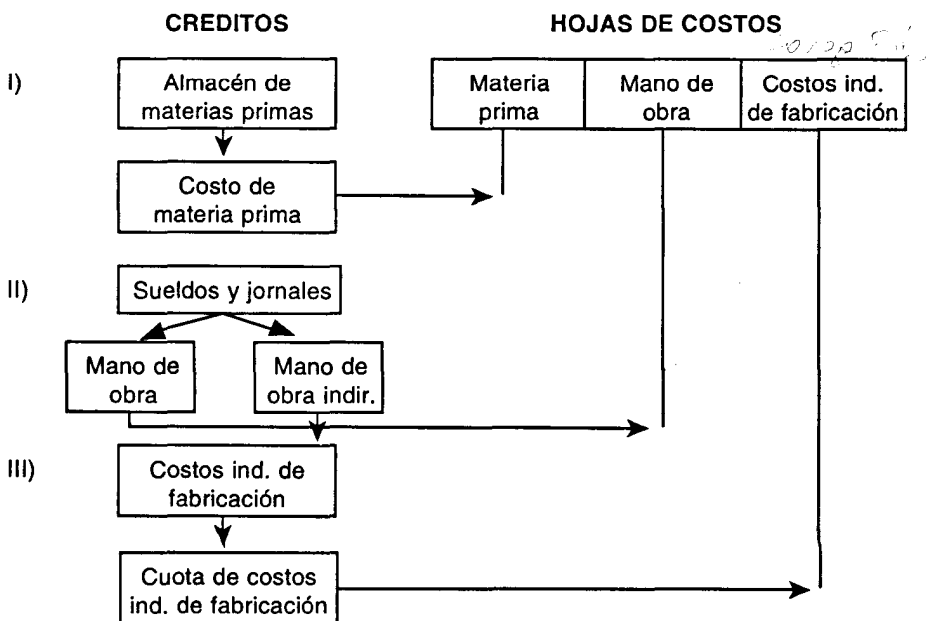 CREDITOS
HOJAS DE COSTOS
I)
Almacén de
materias primas
Materia
prima
Mano de
obra
Costos ind.
de fabricación
Costo de
materia prima
II)
Sueldos y jornales
Mano de
obra
Mano de
obra indir.
III)
Costos ind. de
fabricación
Cuota de costos
ind. de fabricación